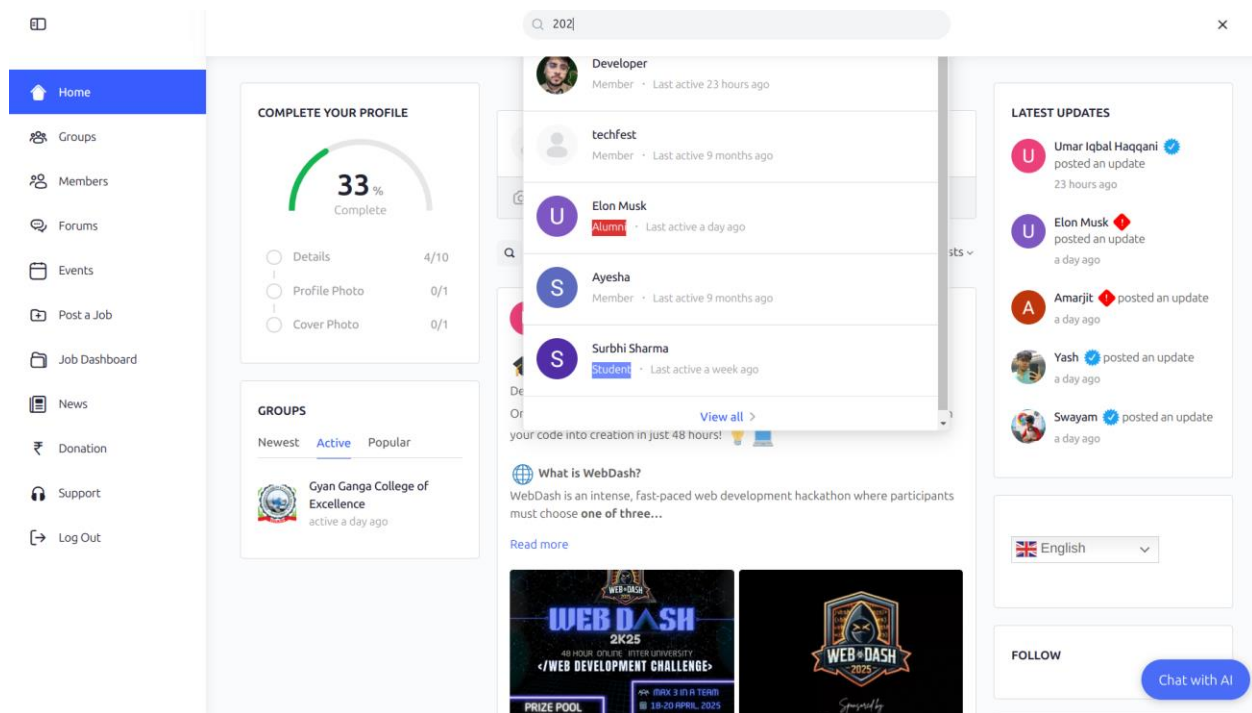 202
Home
Groups
Members
Forums
Events
Post a Job
Job Dashboard
News
Donation
Support
Log Out
COMPLETE YOUR PROFILE
33 %
Complete
Details 4/10
Profile Photo 0/1
Cover Photo 0/1
GROUPS
Newest Active Popular
Gyan Ganga College of
Excellence
active a day ago
Developer
Member • Last active 23 hours ago
techfest
Member • Last active 9 months ago
U
Elon Musk
Alumni • Last active a day ago
S
Ayesha
Member • Last active 9 months ago
S
Surbhi Sharma
Student • Last active a week ago
View all
your code into creation in just 48 hours!
What is WebDash?
WebDash is an intense, fast-paced web development hackathon where participants
must choose one of three...
Read more
WEB DASH
2025
WEB DASH
2K25
48 HOUR ONLINE INTER UNIVERSITY
</WEB DEVELOPMENT CHALLENGE>
MAX 3 IN A TEAM
PRIZE POOL
18-20 APRIL, 2025
WEB DASH
2025
Sponsored by
LATEST UPDATES
U
Umar Iqbal Haqqani
posted an update
23 hours ago
U
Elon Musk
posted an update
a day ago
A
Amarjit posted an update
a day ago
Yash posted an update
a day ago
Swayam posted an update
a day ago
English
FOLLOW
Chat with AI